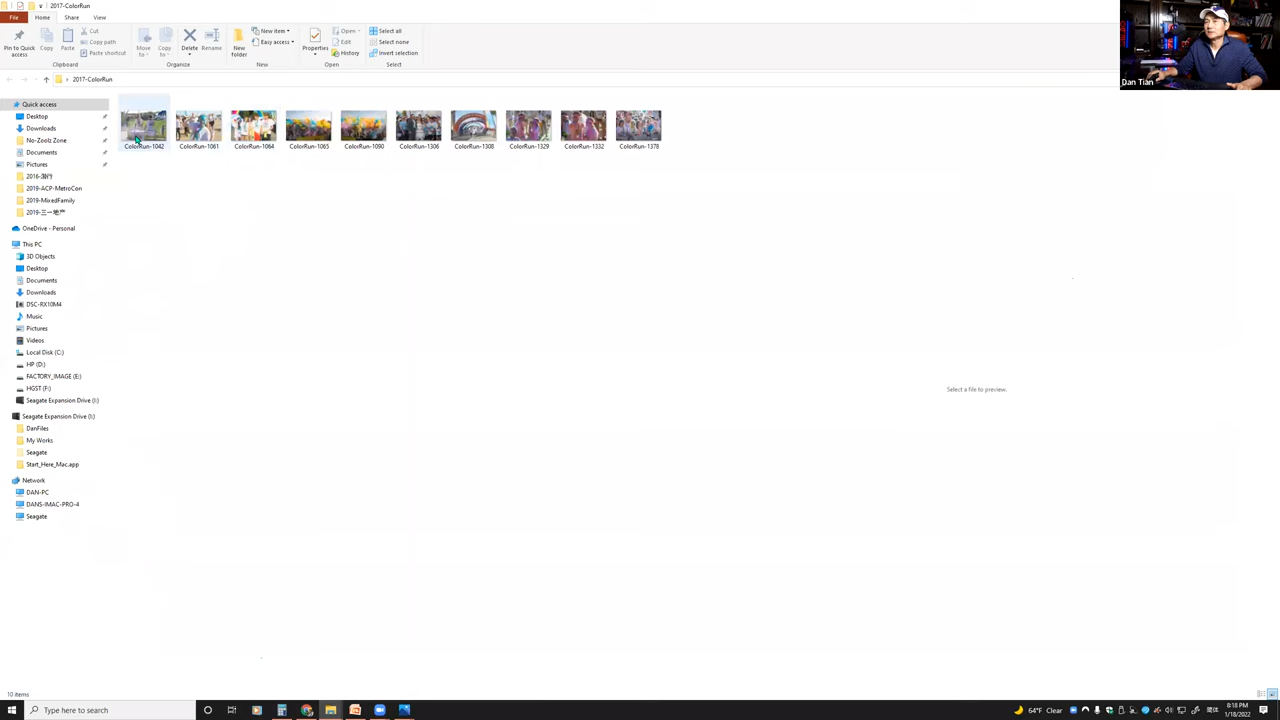 2017-ColorRun
File
Home
Share
View
Pin to Quick access
Copy
Paste
Cut
Copy path
Paste shortcut
Clipboard
Move to
Copy to
Delete
Rename
Organize
New folder
New item
Easy access
New
Properties
Open
Edit
History
Open
Select all
Select none
Invert selection
Select
2017-ColorRun
Quick access
Desktop
Downloads
No-Zoolz Zone
Documents
Pictures
2016-游行
2019-ACP-MetroCon
2019-MixedFamily
2019-三一地产
OneDrive - Personal
This PC
3D Objects
Desktop
Documents
Downloads
DSC-RX10M4
Music
Pictures
Videos
Local Disk (C:)
HP (D:)
FACTORY_IMAGE (E:)
HGST (F:)
Seagate Expansion Drive (I:)
Seagate Expansion Drive (I:)
DanFiles
My Works
Seagate
Start_Here_Mac.app
Network
DAN-PC
DANS-IMAC-PRO-4
Seagate
ColorRun-1042
ColorRun-1061
ColorRun-1064
ColorRun-1065
ColorRun-1090
ColorRun-1306
ColorRun-1308
ColorRun-1329
ColorRun-1332
ColorRun-1378
Select a file to preview.
Dan Tian
10 items
Type here to search
64°F Clear
8:18 PM
1/18/2022